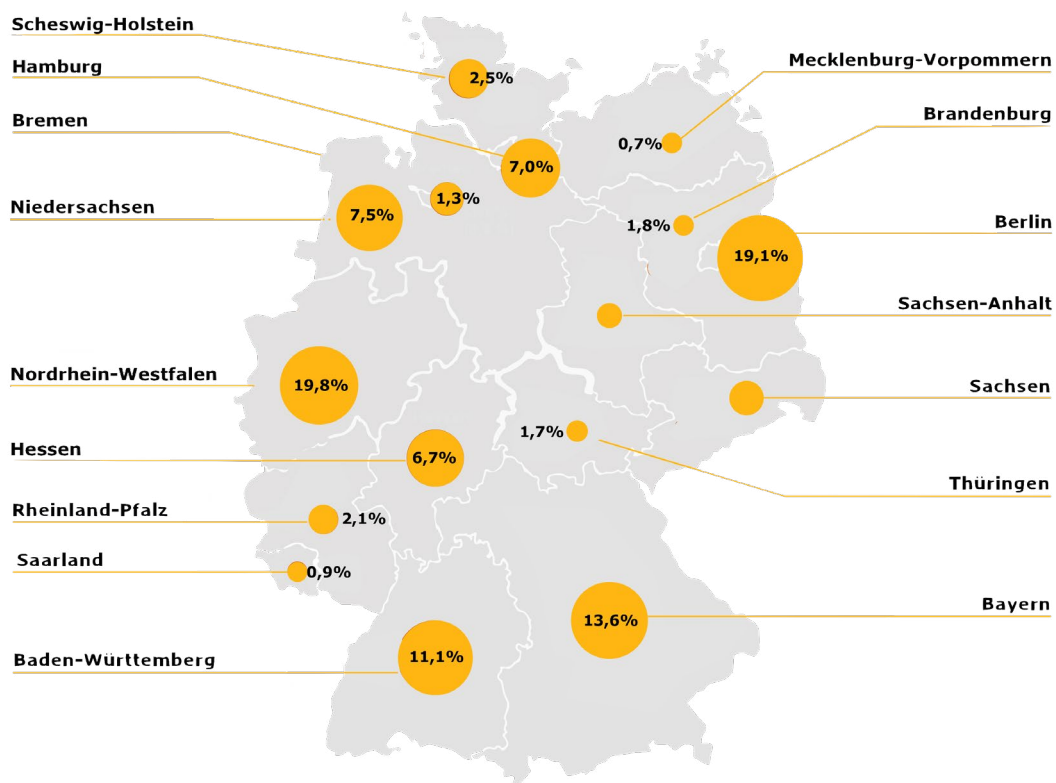 Scheswig-Holstein
2,5%
Hamburg
7,0%
Bremen
1,3%
Niedersachsen
7,5%
Nordrhein-Westfalen
19,8%
Hessen
6,7%
Rheinland-Pfalz
2,1%
Saarland
0,9%
Baden-Württemberg
11,1%
Mecklenburg-Vorpommern
0,7%
Brandenburg
1,8%
Berlin
19,1%
Sachsen-Anhalt
Sachsen
Thüringen
1,7%
Bayern
13,6%